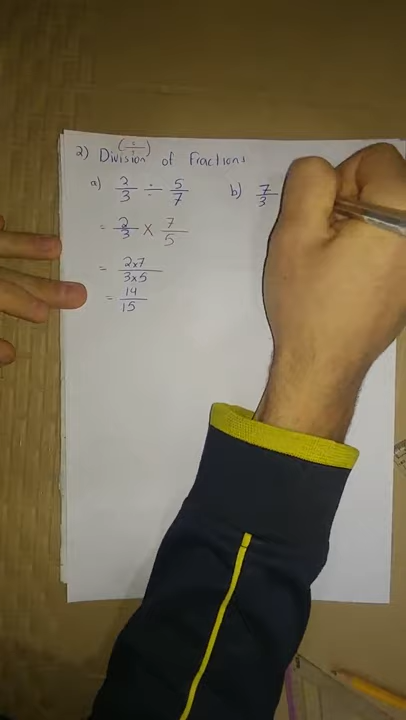 (÷)
2) Division of Fractions
a) 2/3 ÷ 5/7
= 2/3 × 7/5
= 2×7/3×5
= 14/15
b) 7/3